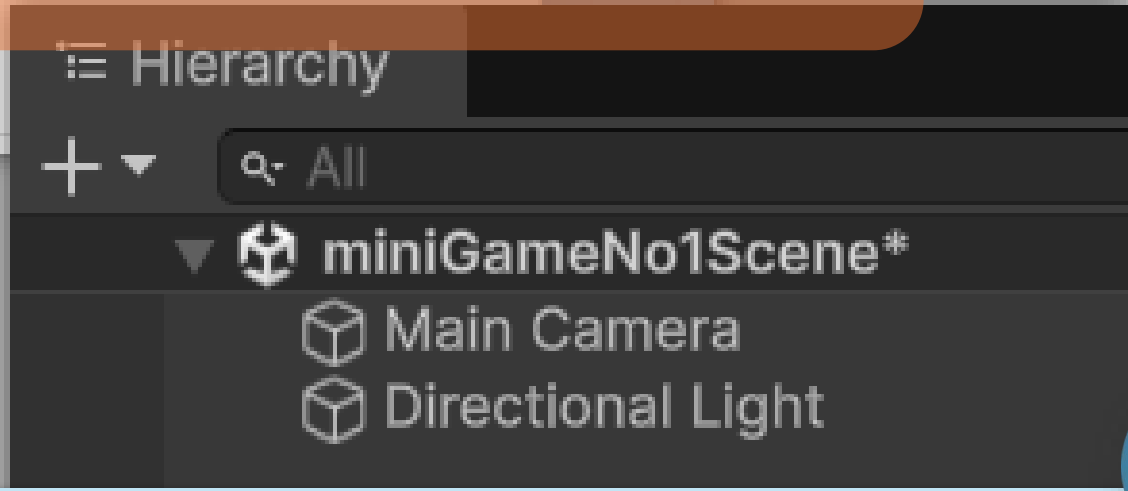 Hierarchy
All
miniGameNo1Scene*
Main Camera
Directional Light